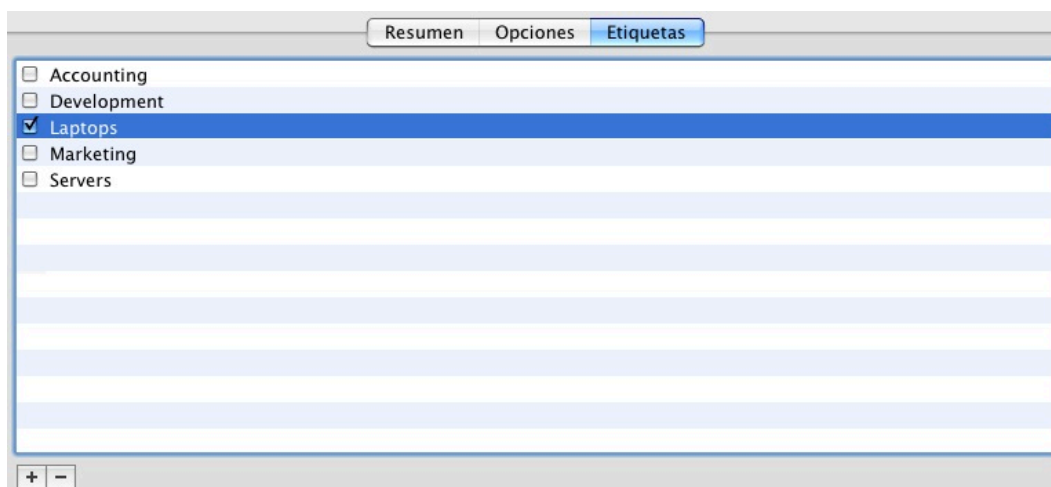 Resumen Opciones Etiquetas
Accounting
Development
Laptops
Marketing
Servers
+ −